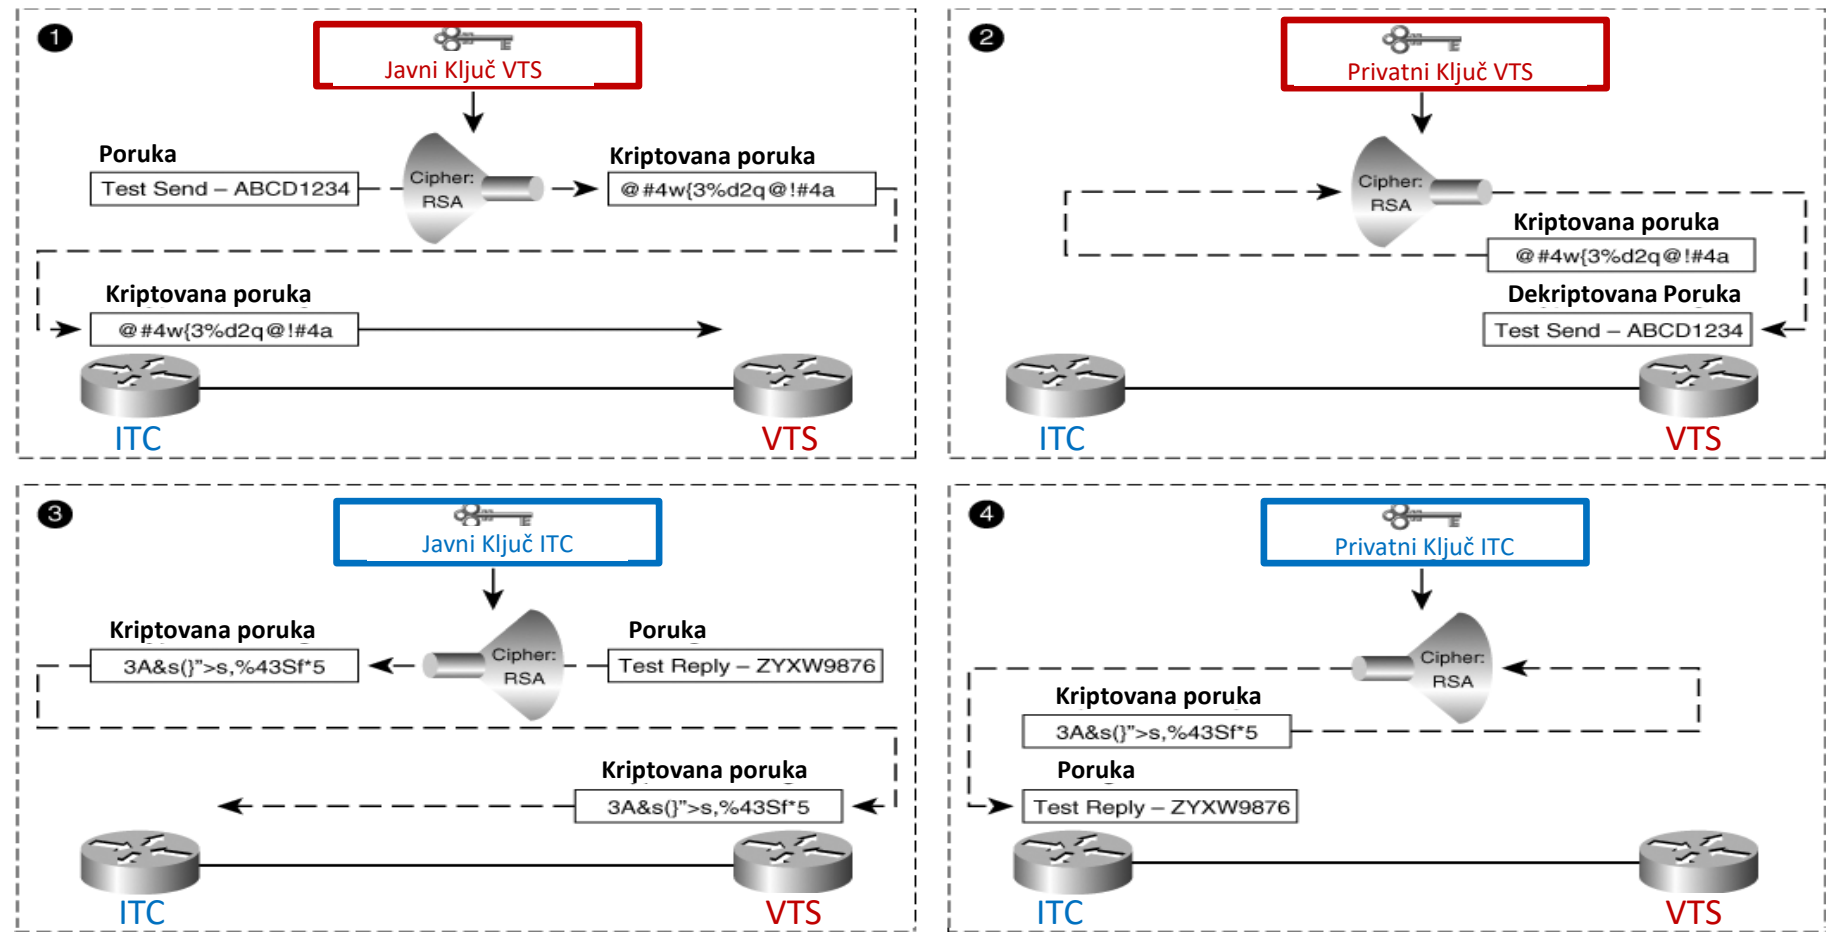 1
Javni Ključ VTS
Poruka
Test Send – ABCD1234
Cipher:
RSA
Kriptovana poruka
@#4w{3%d2q@!#4a
Kriptovana poruka
@#4w{3%d2q@!#4a
ITC
VTS
2
Privatni Ključ VTS
Cipher:
RSA
Kriptovana poruka
@#4w{3%d2q@!#4a
Dekriptovana Poruka
Test Send – ABCD1234
ITC
VTS
3
Javni Ključ ITC
Kriptovana poruka
3A&s(}”>s,%43Sf*5
Cipher:
RSA
Poruka
Test Reply – ZYXW9876
Kriptovana poruka
3A&s(}”>s,%43Sf*5
ITC
VTS
4
Privatni Ključ ITC
Cipher:
RSA
Kriptovana poruka
3A&s(}”>s,%43Sf*5
Poruka
Test Reply – ZYXW9876
ITC
VTS